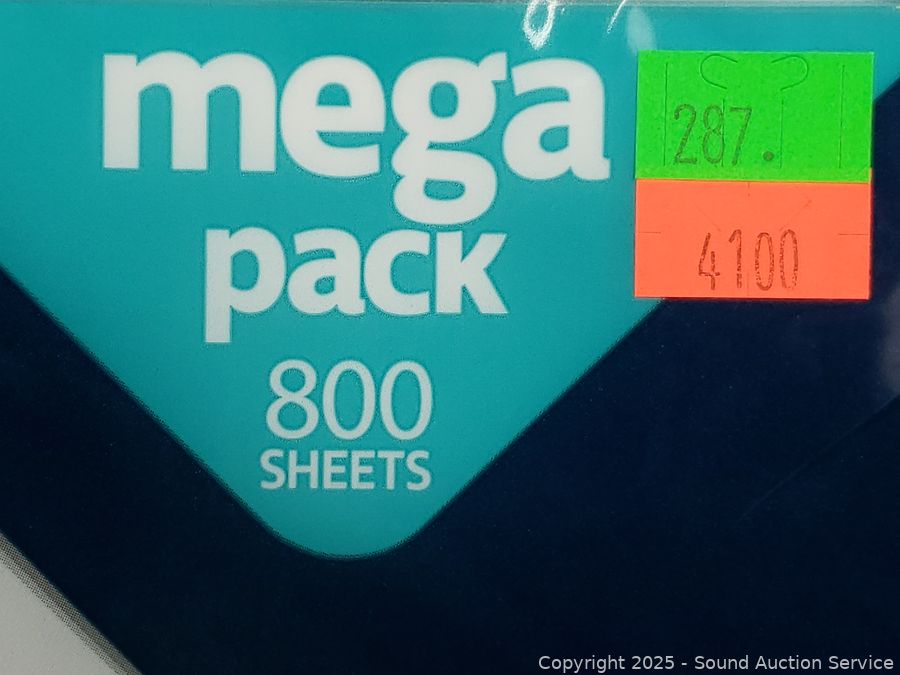 mega
pack
800
SHEETS
287.
4100
Copyright 2025 - Sound Auction Service